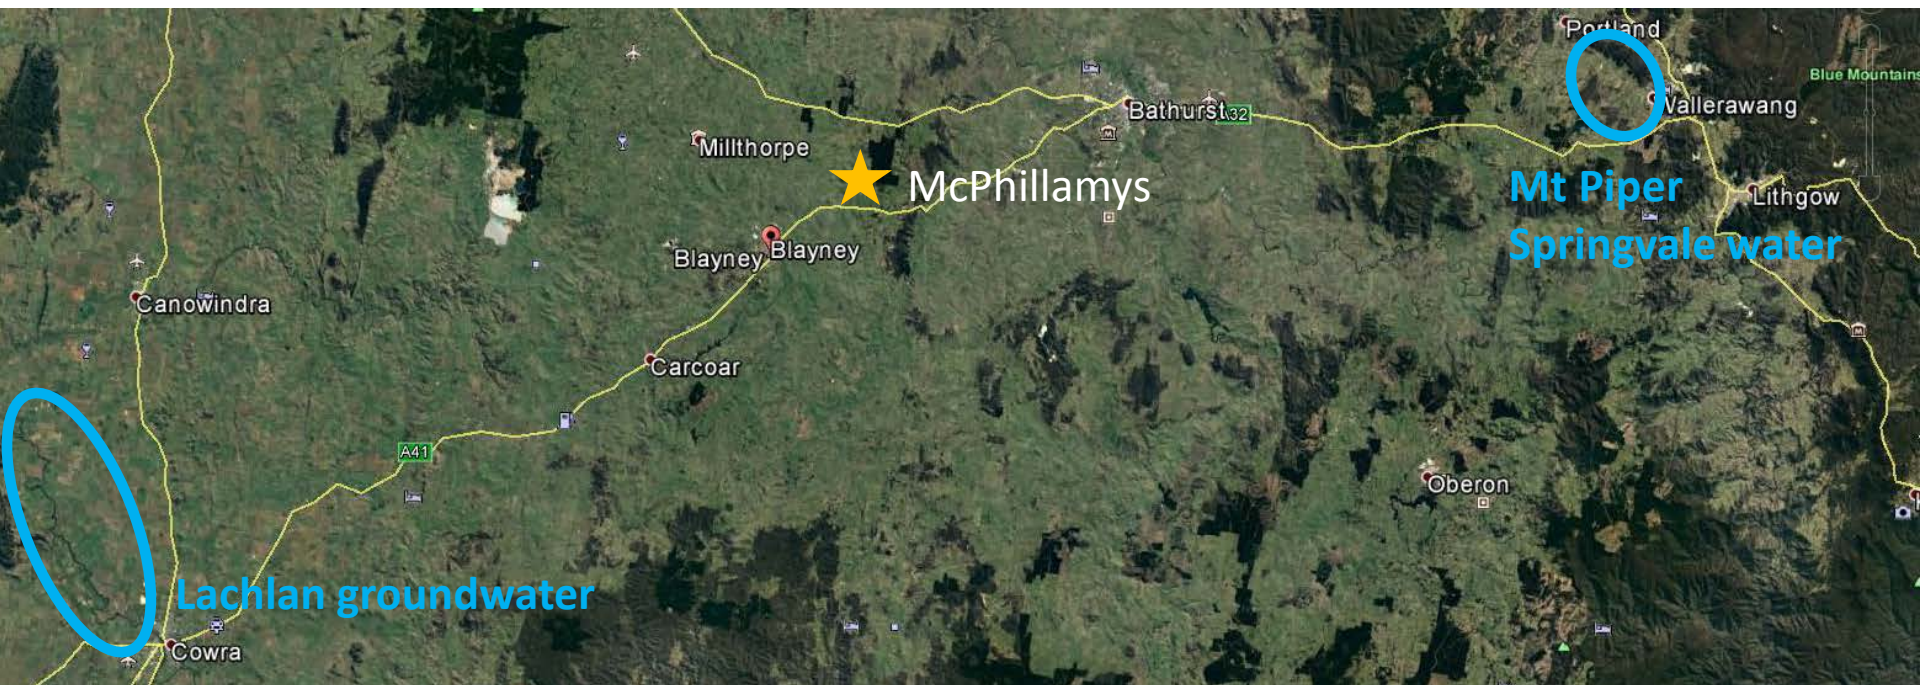 Portland
Blue Mountains
Wallerawang
Bathurst
A32
Millthorpe
McPhillamys
Mt Piper
Springvale water
Lithgow
Blayney
Blayney
Canowindra
Carcoar
A41
Oberon
Lachlan groundwater
Cowra